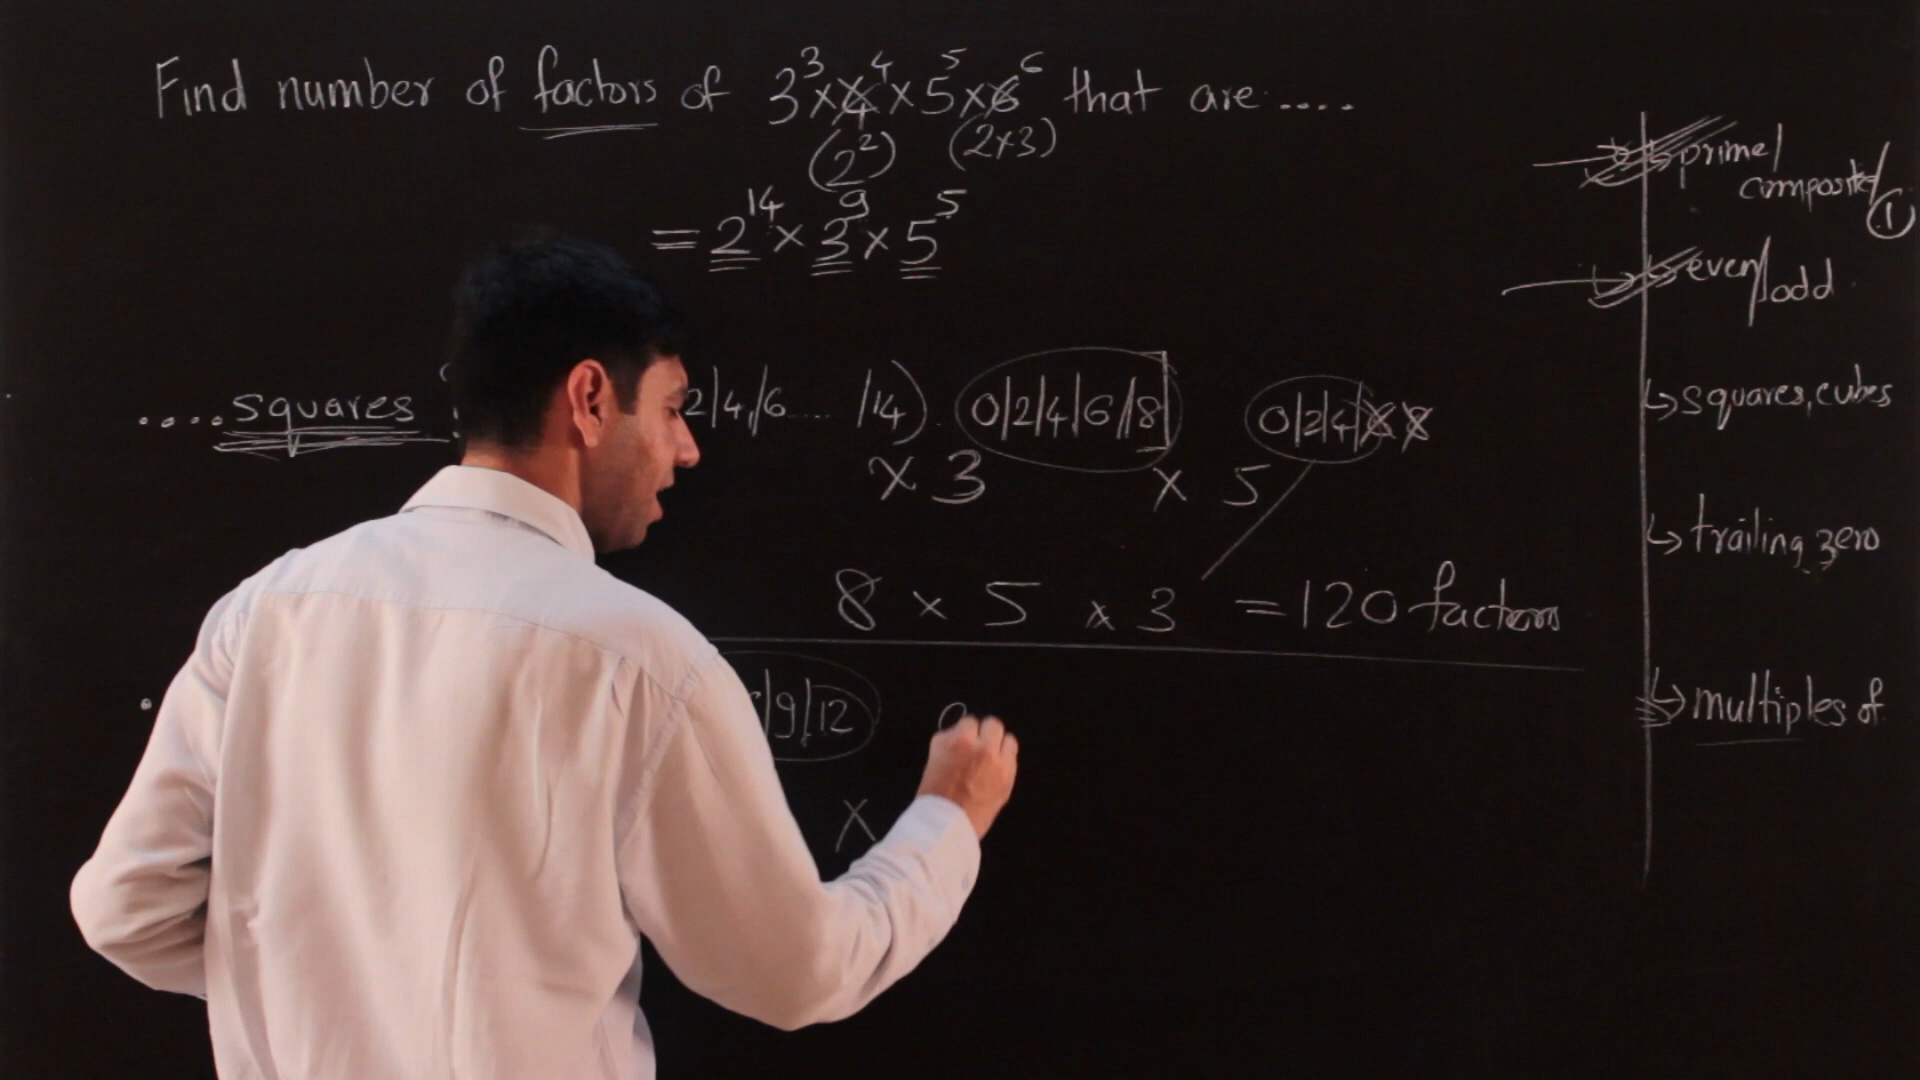 Find number of factors of 3³×4⁴×5⁵×6⁶ that are ....
(2²) (2×3)
= 2¹⁴ × 3⁹ × 5⁵
.... squares 2/4/6 .... /14) 0/2/4/6/8 0/2/4/6 8
× 3 × 5
8 × 5 × 3 = 120 factors
/9/12
×
prime/
composite/
①
even/odd
↳ squares, cubes
↳ trailing zero
↳ multiples of